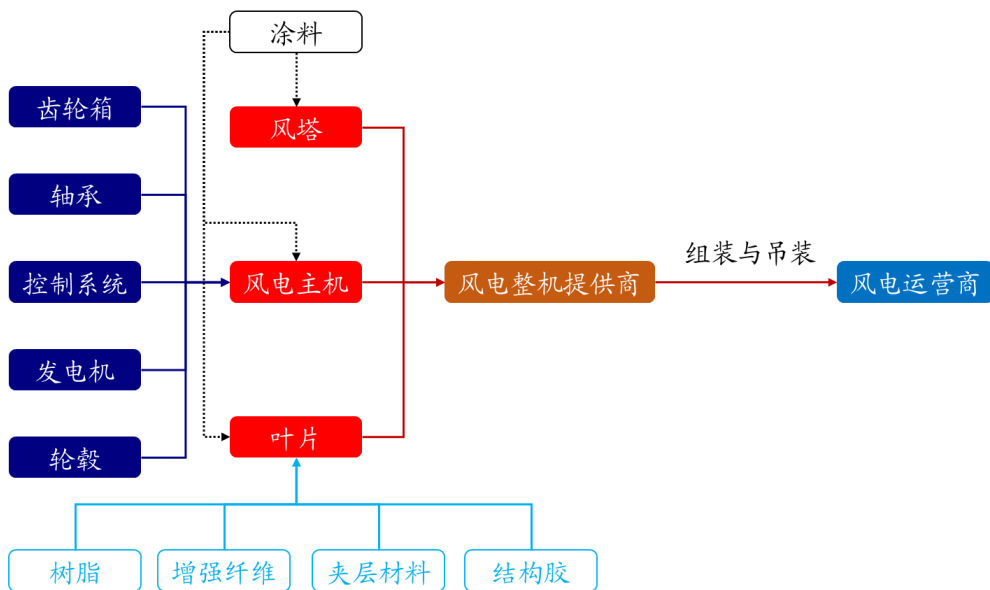 涂料
齿轮箱
风塔
轴承
组装与吊装
控制系统
风电主机
风电整机提供商
风电运营商
发电机
叶片
轮毂
树脂
增强纤维
夹层材料
结构胶